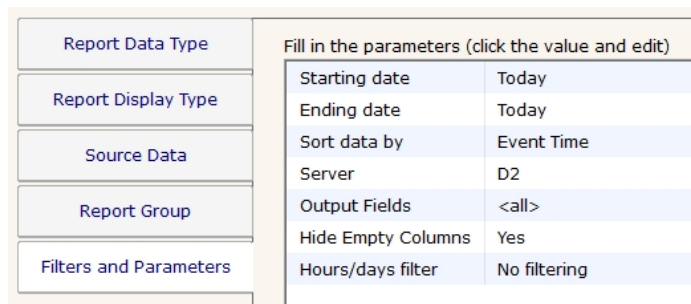 Report Data Type
Report Display Type
Source Data
Report Group
Filters and Parameters
Fill in the parameters (click the value and edit)
Starting date Today
Ending date Today
Sort data by Event Time
Server D2
Output Fields <all>
Hide Empty Columns Yes
Hours/days filter No filtering